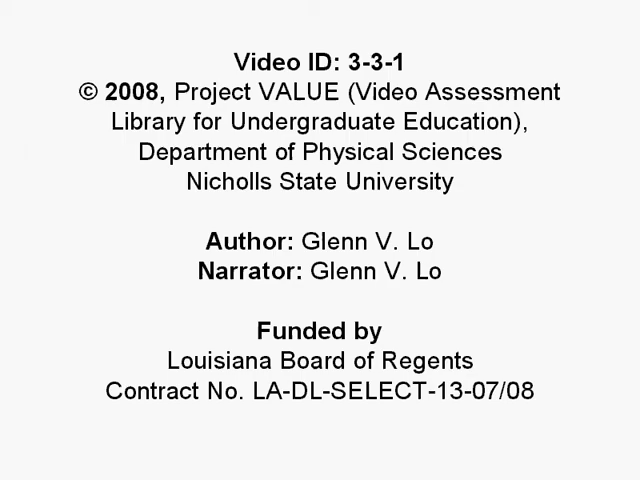 Video ID: 3-3-1
© 2008, Project VALUE (Video Assessment
Library for Undergraduate Education),
Department of Physical Sciences
Nicholls State University
Author: Glenn V. Lo
Narrator: Glenn V. Lo
Funded by
Louisiana Board of Regents
Contract No. LA-DL-SELECT-13-07/08